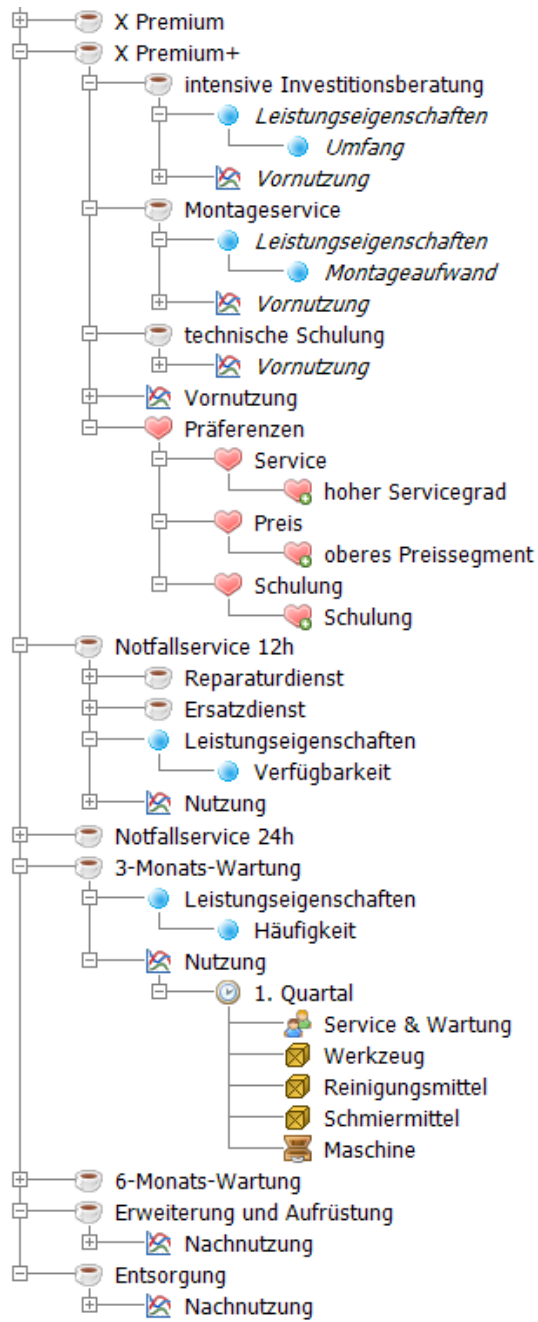 X Premium
X Premium+
intensive Investitionsberatung
Leistungseigenschaften
Umfang
Vornutzung
Montageservice
Leistungseigenschaften
Montageaufwand
Vornutzung
technische Schulung
Vornutzung
Vornutzung
Präferenzen
Service
hoher Servicegrad
Preis
oberes Preissegment
Schulung
Schulung
Notfallservice 12h
Reparaturdienst
Ersatzdienst
Leistungseigenschaften
Verfügbarkeit
Nutzung
Notfallservice 24h
3-Monats-Wartung
Leistungseigenschaften
Häufigkeit
Nutzung
1. Quartal
Service & Wartung
Werkzeug
Reinigungsmittel
Schmiermittel
Maschine
6-Monats-Wartung
Erweiterung und Aufrüstung
Nachnutzung
Entsorgung
Nachnutzung